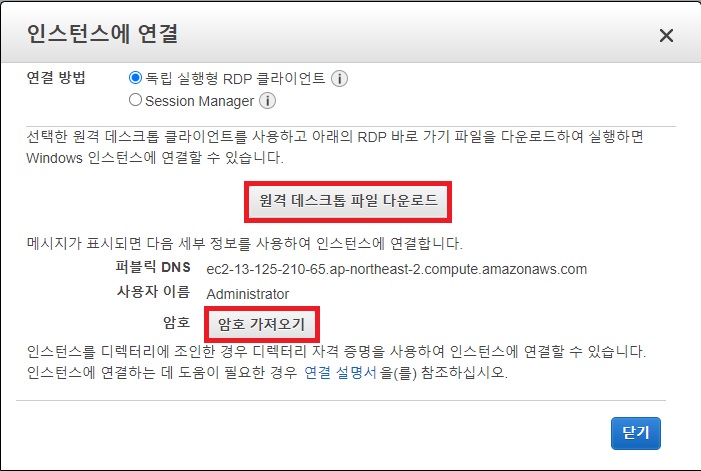 인스턴스에 연결
연결 방법 독립 실행형 RDP 클라이언트
Session Manager
선택한 원격 데스크톱 클라이언트를 사용하고 아래의 RDP 바로 가기 파일을 다운로드하여 실행하면
Windows 인스턴스에 연결할 수 있습니다.
원격 데스크톱 파일 다운로드
메시지가 표시되면 다음 세부 정보를 사용하여 인스턴스에 연결합니다.
퍼블릭 DNS ec2-13-125-210-65.ap-northeast-2.compute.amazonaws.com
사용자 이름 Administrator
암호 암호 가져오기
인스턴스를 디렉터리에 조인한 경우 디렉터리 자격 증명을 사용하여 인스턴스에 연결할 수 있습니다.
인스턴스에 연결하는 데 도움이 필요한 경우 연결 설명서을(를) 참조하십시오.
닫기